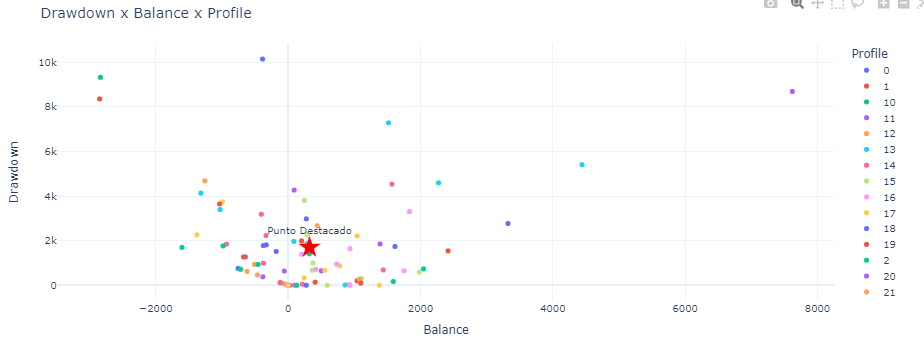 Drawdown x Balance x Profile
Profile
10k
8k
6k
4k
2k
0
Drawdown
Punto Destacado
−2000
0
2000
4000
6000
8000
Balance
0
1
10
11
12
13
14
15
16
17
18
19
2
20
21